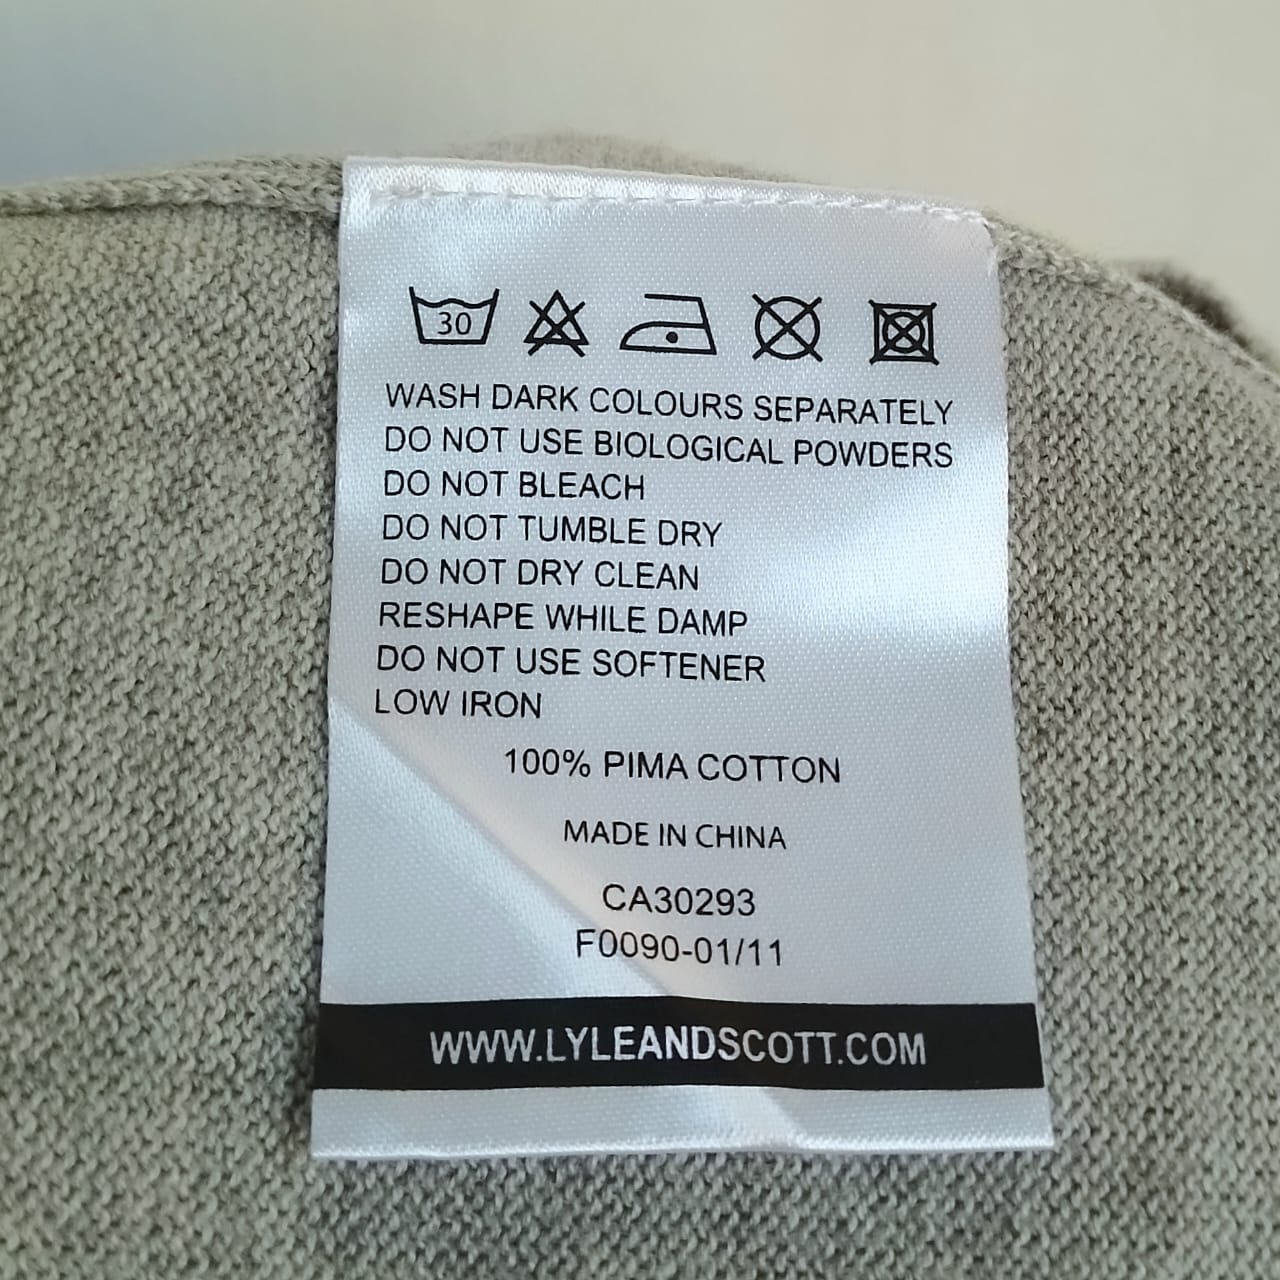 30
WASH DARK COLOURS SEPARATELY
DO NOT USE BIOLOGICAL POWDERS
DO NOT BLEACH
DO NOT TUMBLE DRY
DO NOT DRY CLEAN
RESHAPE WHILE DAMP
DO NOT USE SOFTENER
LOW IRON
100% PIMA COTTON
MADE IN CHINA
CA30293
F0090-01/11
WWW.LYLEANDSCOTT.COM